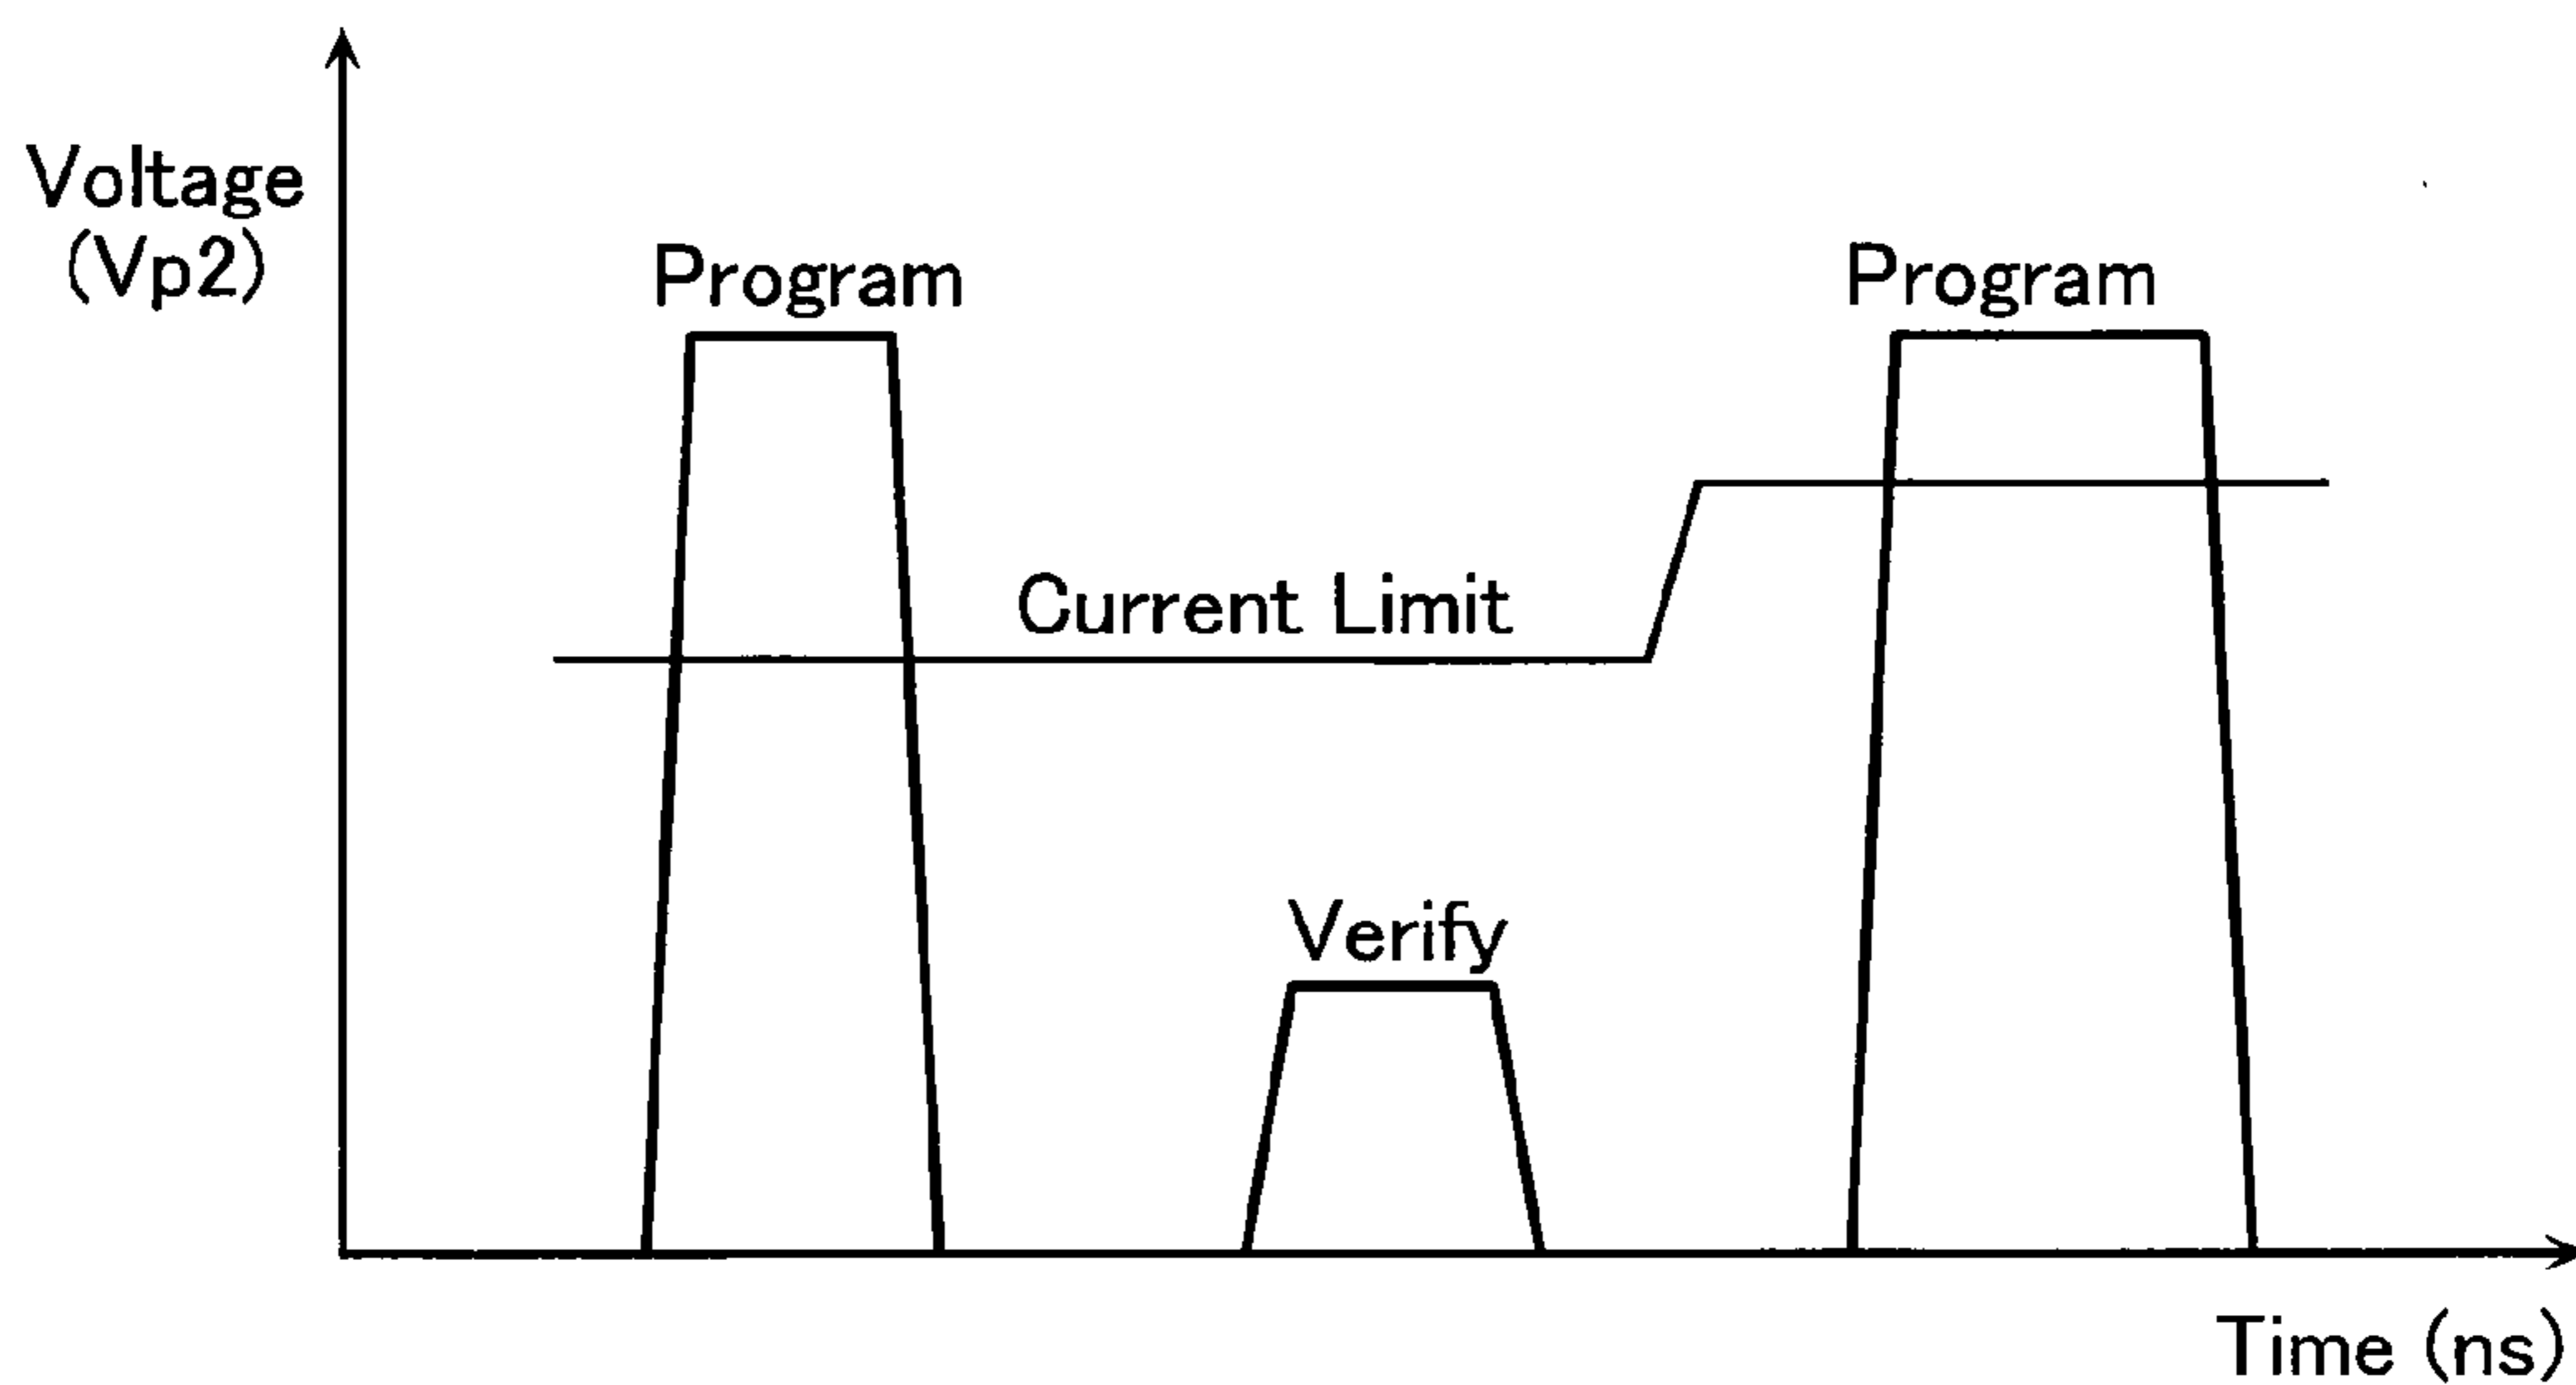 Voltage
(Vp2)
Program
Program
Current Limit
Verify
Time (ns)